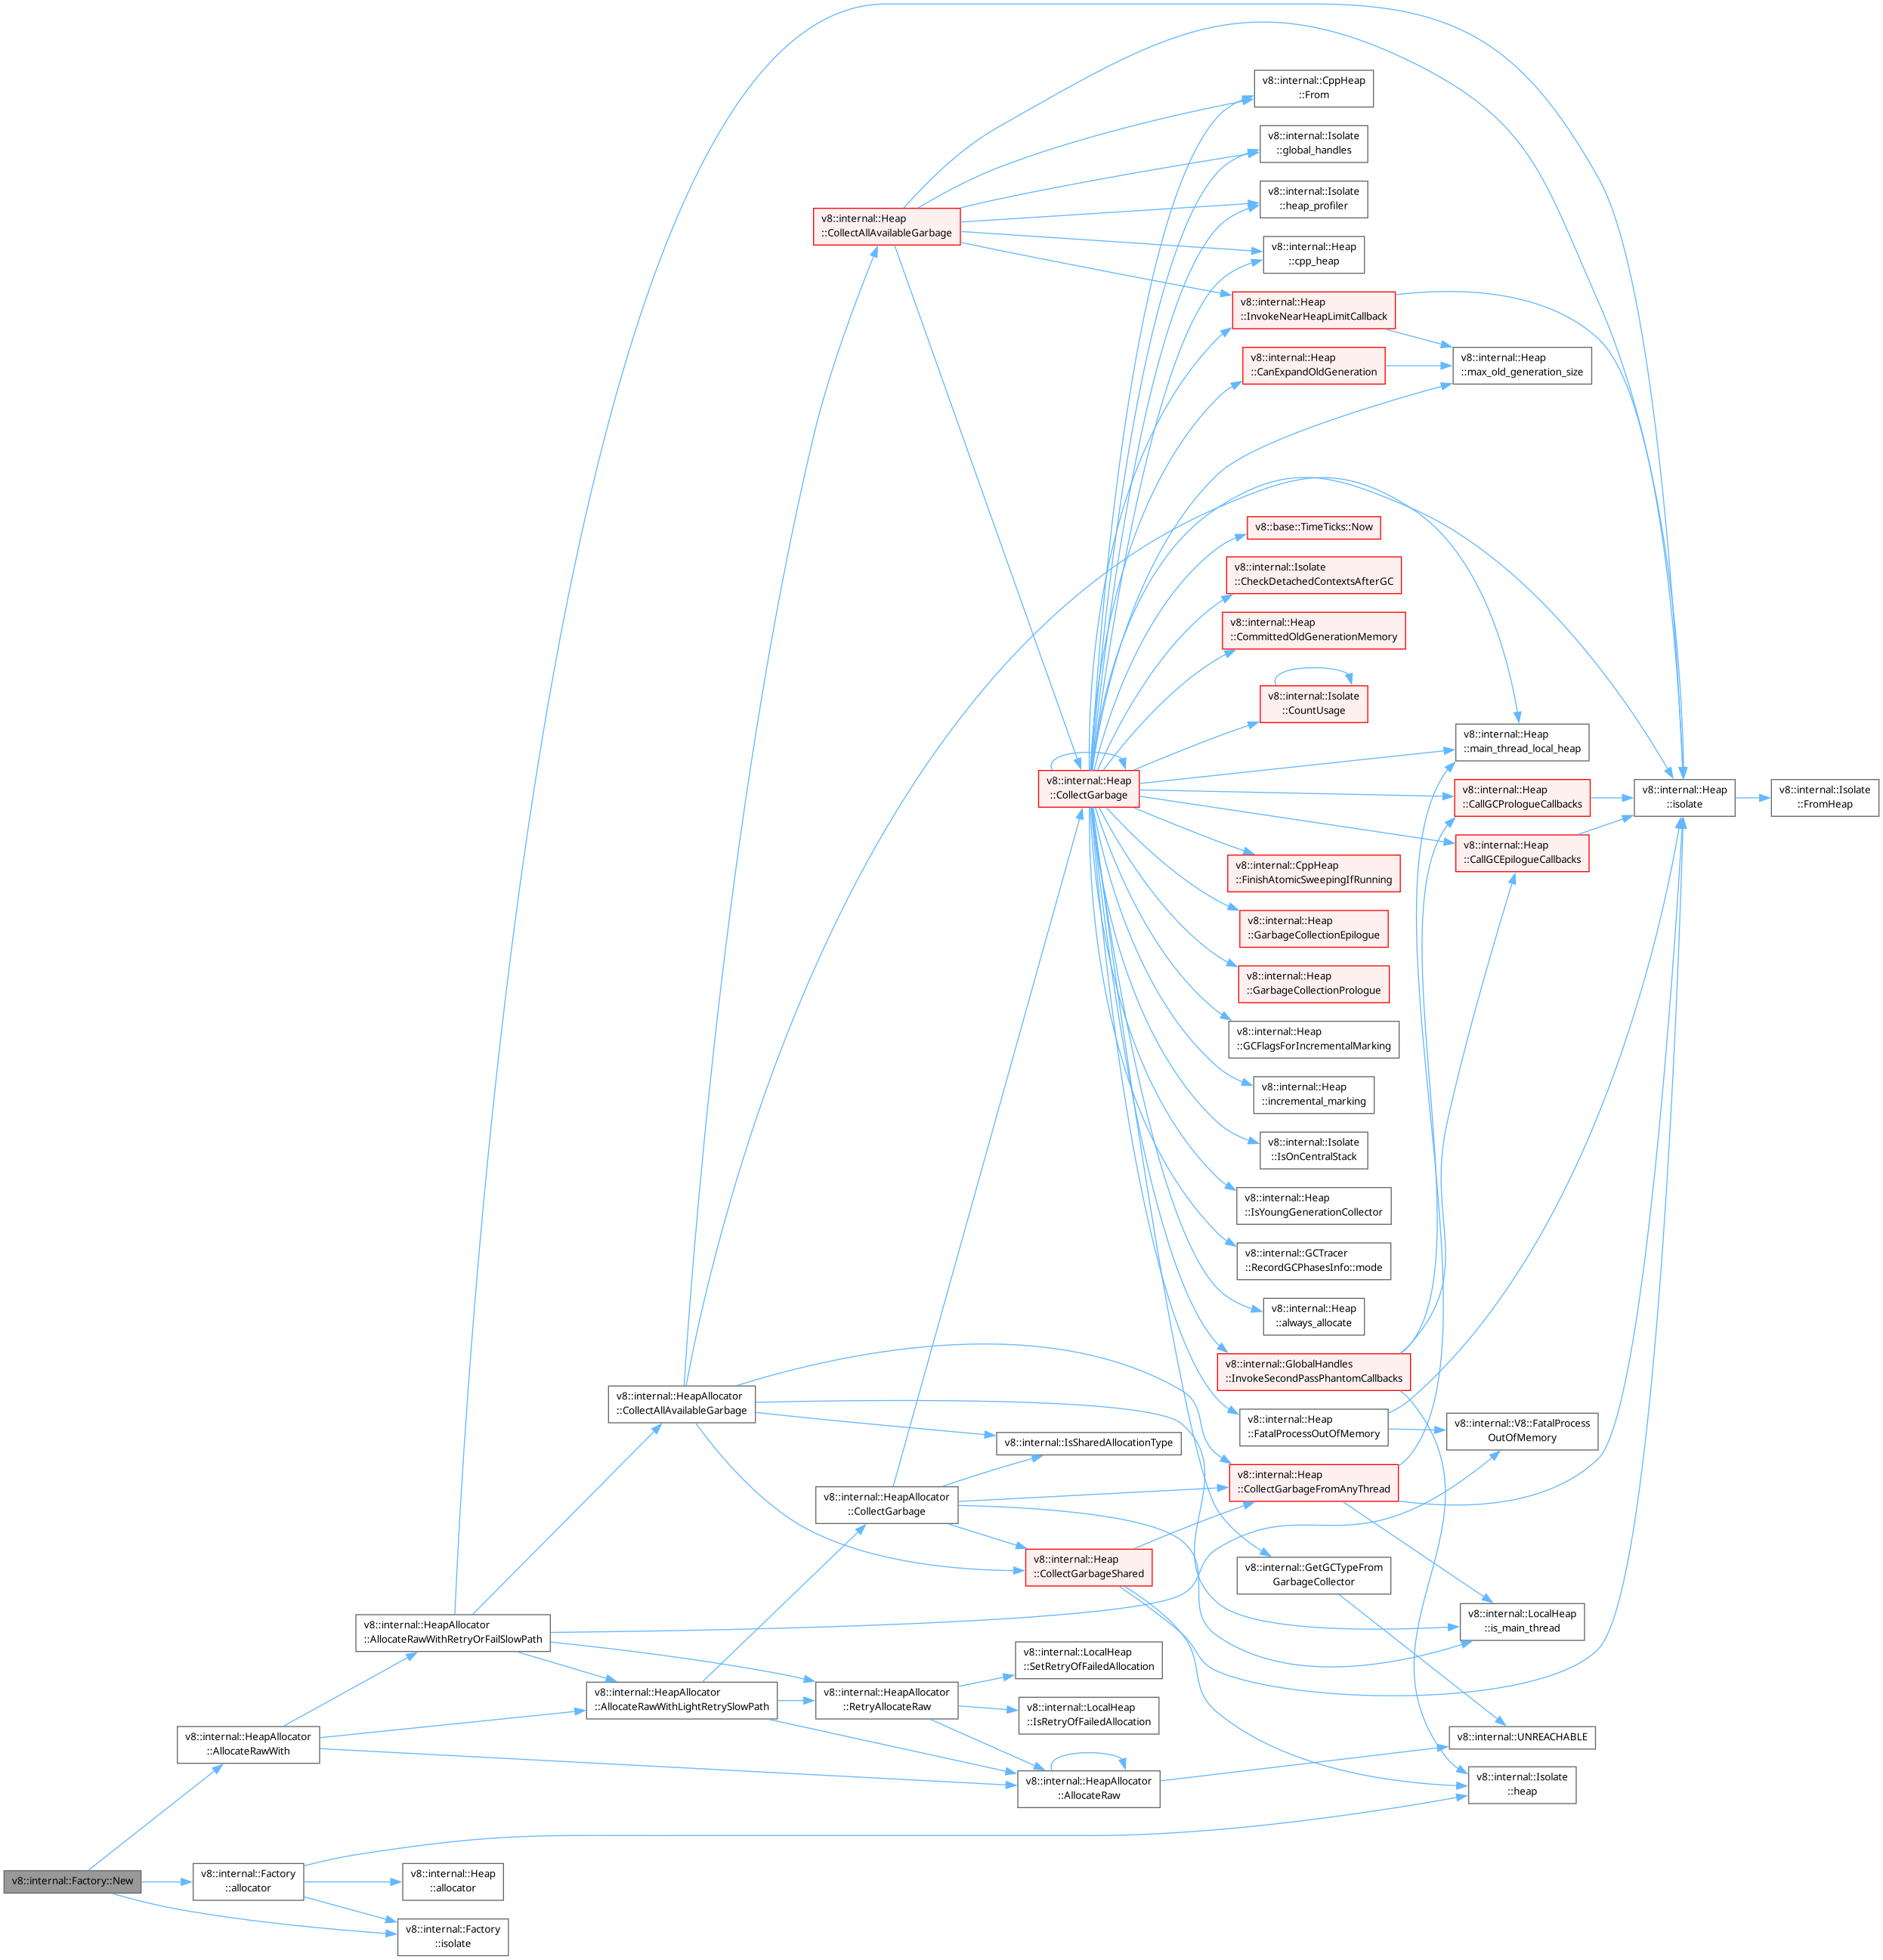 v8::internal::CppHeap
::From
v8::internal::Isolate
::global_handles
v8::internal::Isolate
::heap_profiler
v8::internal::Heap
::CollectAllAvailableGarbage
v8::internal::Heap
::cpp_heap
v8::internal::Heap
::InvokeNearHeapLimitCallback
v8::internal::Heap
::CanExpandOldGeneration
v8::internal::Heap
::max_old_generation_size
v8::base::TimeTicks::Now
v8::internal::Isolate
::CheckDetachedContextsAfterGC
v8::internal::Heap
::CommittedOldGenerationMemory
v8::internal::Isolate
::CountUsage
v8::internal::Heap
::main_thread_local_heap
v8::internal::Heap
::CollectGarbage
v8::internal::Heap
::CallGCPrologueCallbacks
v8::internal::Heap
::isolate
v8::internal::Isolate
::FromHeap
v8::internal::Heap
::CallGCEpilogueCallbacks
v8::internal::CppHeap
::FinishAtomicSweepingIfRunning
v8::internal::Heap
::GarbageCollectionEpilogue
v8::internal::Heap
::GarbageCollectionPrologue
v8::internal::Heap
::GCFlagsForIncrementalMarking
v8::internal::Heap
::incremental_marking
v8::internal::Isolate
::IsOnCentralStack
v8::internal::Heap
::IsYoungGenerationCollector
v8::internal::GCTracer
::RecordGCPhasesInfo::mode
v8::internal::Heap
::always_allocate
v8::internal::GlobalHandles
::InvokeSecondPassPhantomCallbacks
v8::internal::HeapAllocator
::CollectAllAvailableGarbage
v8::internal::Heap
::FatalProcessOutOfMemory
v8::internal::V8::FatalProcess
OutOfMemory
v8::internal::IsSharedAllocationType
v8::internal::Heap
::CollectGarbageFromAnyThread
v8::internal::HeapAllocator
::CollectGarbage
v8::internal::Heap
::CollectGarbageShared
v8::internal::GetGCTypeFrom
GarbageCollector
v8::internal::LocalHeap
::is_main_thread
v8::internal::HeapAllocator
::AllocateRawWithRetryOrFailSlowPath
v8::internal::LocalHeap
::SetRetryOfFailedAllocation
v8::internal::HeapAllocator
::AllocateRawWithLightRetrySlowPath
v8::internal::HeapAllocator
::RetryAllocateRaw
v8::internal::LocalHeap
::IsRetryOfFailedAllocation
v8::internal::UNREACHABLE
v8::internal::HeapAllocator
::AllocateRawWith
v8::internal::HeapAllocator
::AllocateRaw
v8::internal::Isolate
::heap
v8::internal::Factory::New
v8::internal::Factory
::allocator
v8::internal::Heap
::allocator
v8::internal::Factory
::isolate